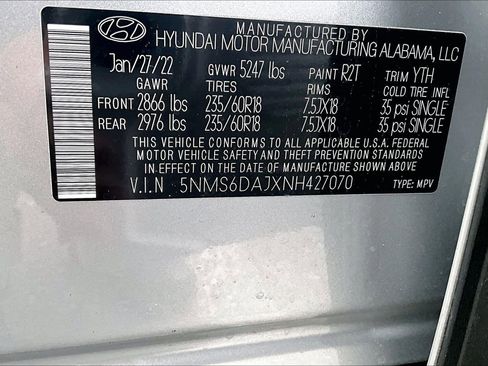 MANUFACTURED BY
HYUNDAI MOTOR MANUFACTURING ALABAMA, LLC
Jan/27/22 GVWR 5247 lbs PAINT R2T TRIM YTH
GAWR TIRES RIMS COLD TIRE INFL
FRONT 2866 lbs 235/60R18 7.5JX18 35 psi SINGLE
REAR 2976 lbs 235/60R18 7.5JX18 35 psi SINGLE
THIS VEHICLE CONFORMS TO ALL APPLICABLE U.S.A. FEDERAL
MOTOR VEHICLE SAFETY AND THEFT PREVENTION STANDARDS
IN EFFECT ON THE DATE OF MANUFACTURE SHOWN ABOVE.
V.I.N 5NMS6DAJXNH427070 TYPE: MPV